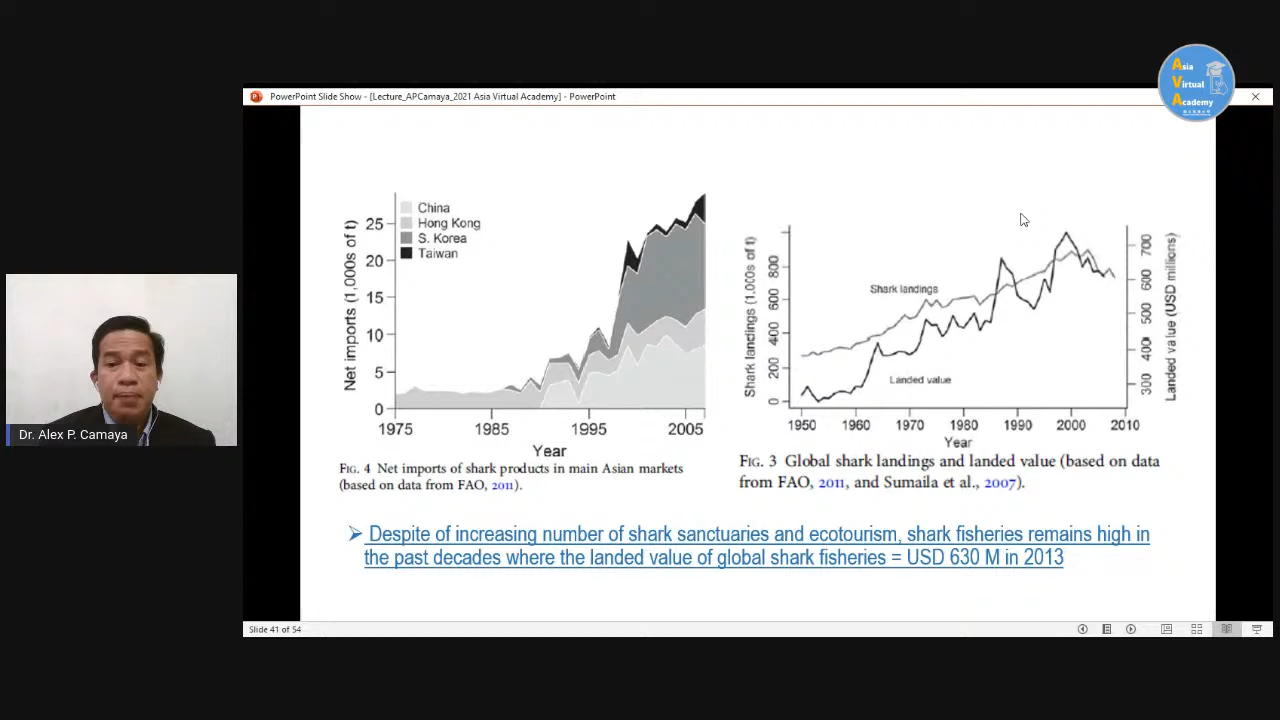 Asia
Virtual
Academy
PowerPoint Slide Show - [Lecture_APCamaya_2021 Asia Virtual Academy] - PowerPoint
Net imports (1,000s of t)
25
20
15
10
5
0
China
Hong Kong
S. Korea
Taiwan
1975
1985
1995
2005
Year
FIG. 4 Net imports of shark products in main Asian markets
(based on data from FAO, 2011).
Shark landings (1,000s of t)
800
600
400
200
0
Shark landings
Landed value
700
600
500
400
300
Landed value (USD millions)
1950
1960
1970
1980
1990
2000
2010
Year
FIG. 3 Global shark landings and landed value (based on data
from FAO, 2011, and Sumaila et al., 2007).
➢ Despite of increasing number of shark sanctuaries and ecotourism, shark fisheries remains high in
the past decades where the landed value of global shark fisheries = USD 630 M in 2013
Dr. Alex P. Camaya
Slide 41 of 54